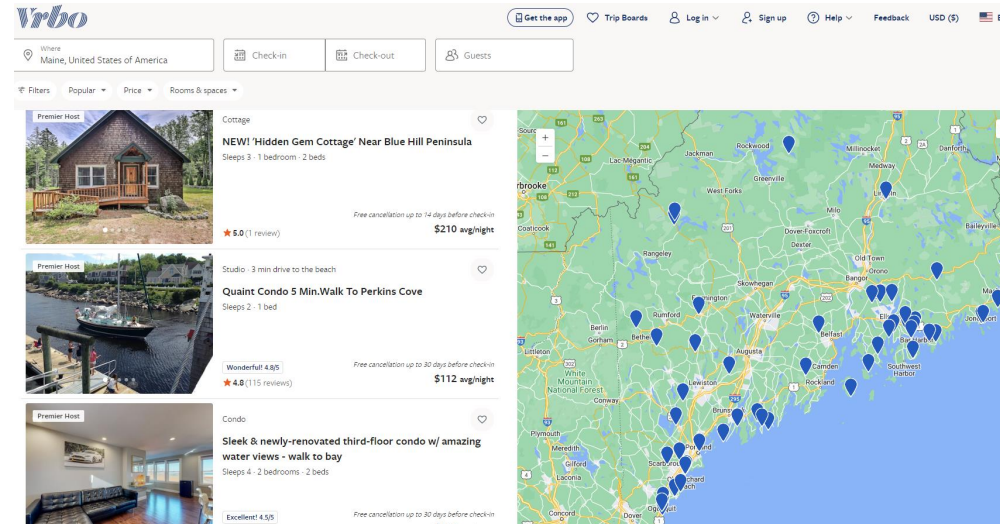 Vrbo
Get the app
Trip Boards
Log in
Sign up
Help
Feedback
USD ($)
E
Where
Maine, United States of America
Check-in
Check-out
Guests
Filters
Popular
Price
Rooms & spaces
Premier Host
Cottage
NEW! 'Hidden Gem Cottage' Near Blue Hill Peninsula
Sleeps 3 · 1 bedroom · 2 beds
Free cancellation up to 14 days before check-in
5.0 (1 review)
$210 avg/night
Premier Host
Studio · 3 min drive to the beach
Quaint Condo 5 Min.Walk To Perkins Cove
Sleeps 2 · 1 bed
Wonderful! 4.8/5
Free cancellation up to 30 days before check-in
4.8 (115 reviews)
$112 avg/night
Premier Host
Condo
Sleek & newly-renovated third-floor condo w/ amazing
water views - walk to bay
Sleeps 4 · 2 bedrooms · 2 beds
Excellent! 4.5/5
Free cancellation up to 30 days before check-in
+
−
Lac-Mégantic
Jackman
Rockwood
Millinocket
Danforth
Medway
Greenville
West Forks
rbrooke
Coaticook
Milo
Baileyville
Dover-Foxcroft
Dexter
Rangeley
Old Town
Orono
Bangor
Skowhegan
Rumford
Waterville
Berlin
Gorham
Bethel
Belfast
Littleton
Augusta
Camden
Rockland
Southwest
Harbor
White
Mountain
National Forest
Lewiston
Conway
Plymouth
Meredith
Gilford
Laconia
Concord
Dover